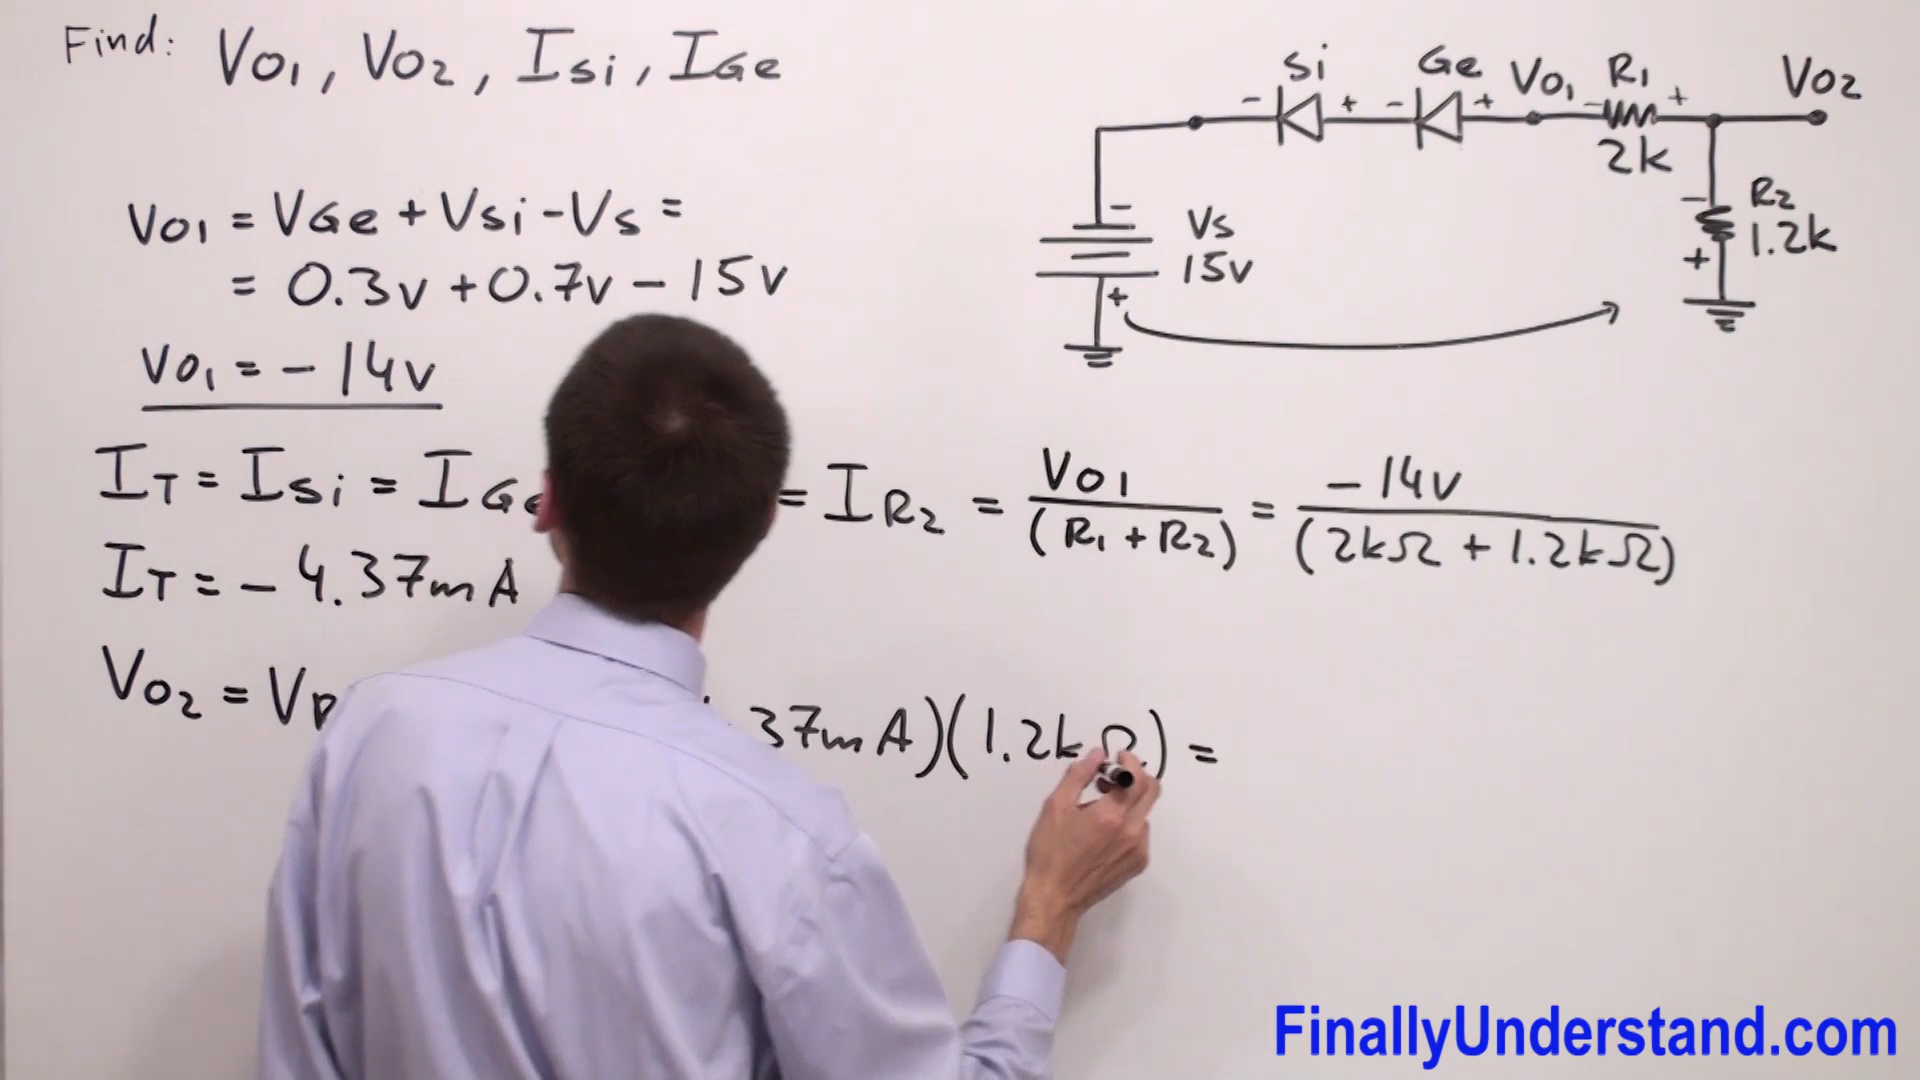 Find: VO1, VO2, ISi, IGe
Si
Ge
VO1
R1
VO2
- + - + - +
2k
VO1 = VGe + VSi - VS =
= 0.3v + 0.7v - 15v
VO1 = - 14v
-
VS
15v
+
-
R2
1.2k
+
IT = ISi = IGe = IR2 = VO1 / (R1 + R2) = -14v / (2kΩ + 1.2kΩ)
IT = - 4.37mA
VO2 = V 37mA)(1.2kΩ) =
FinallyUnderstand.com